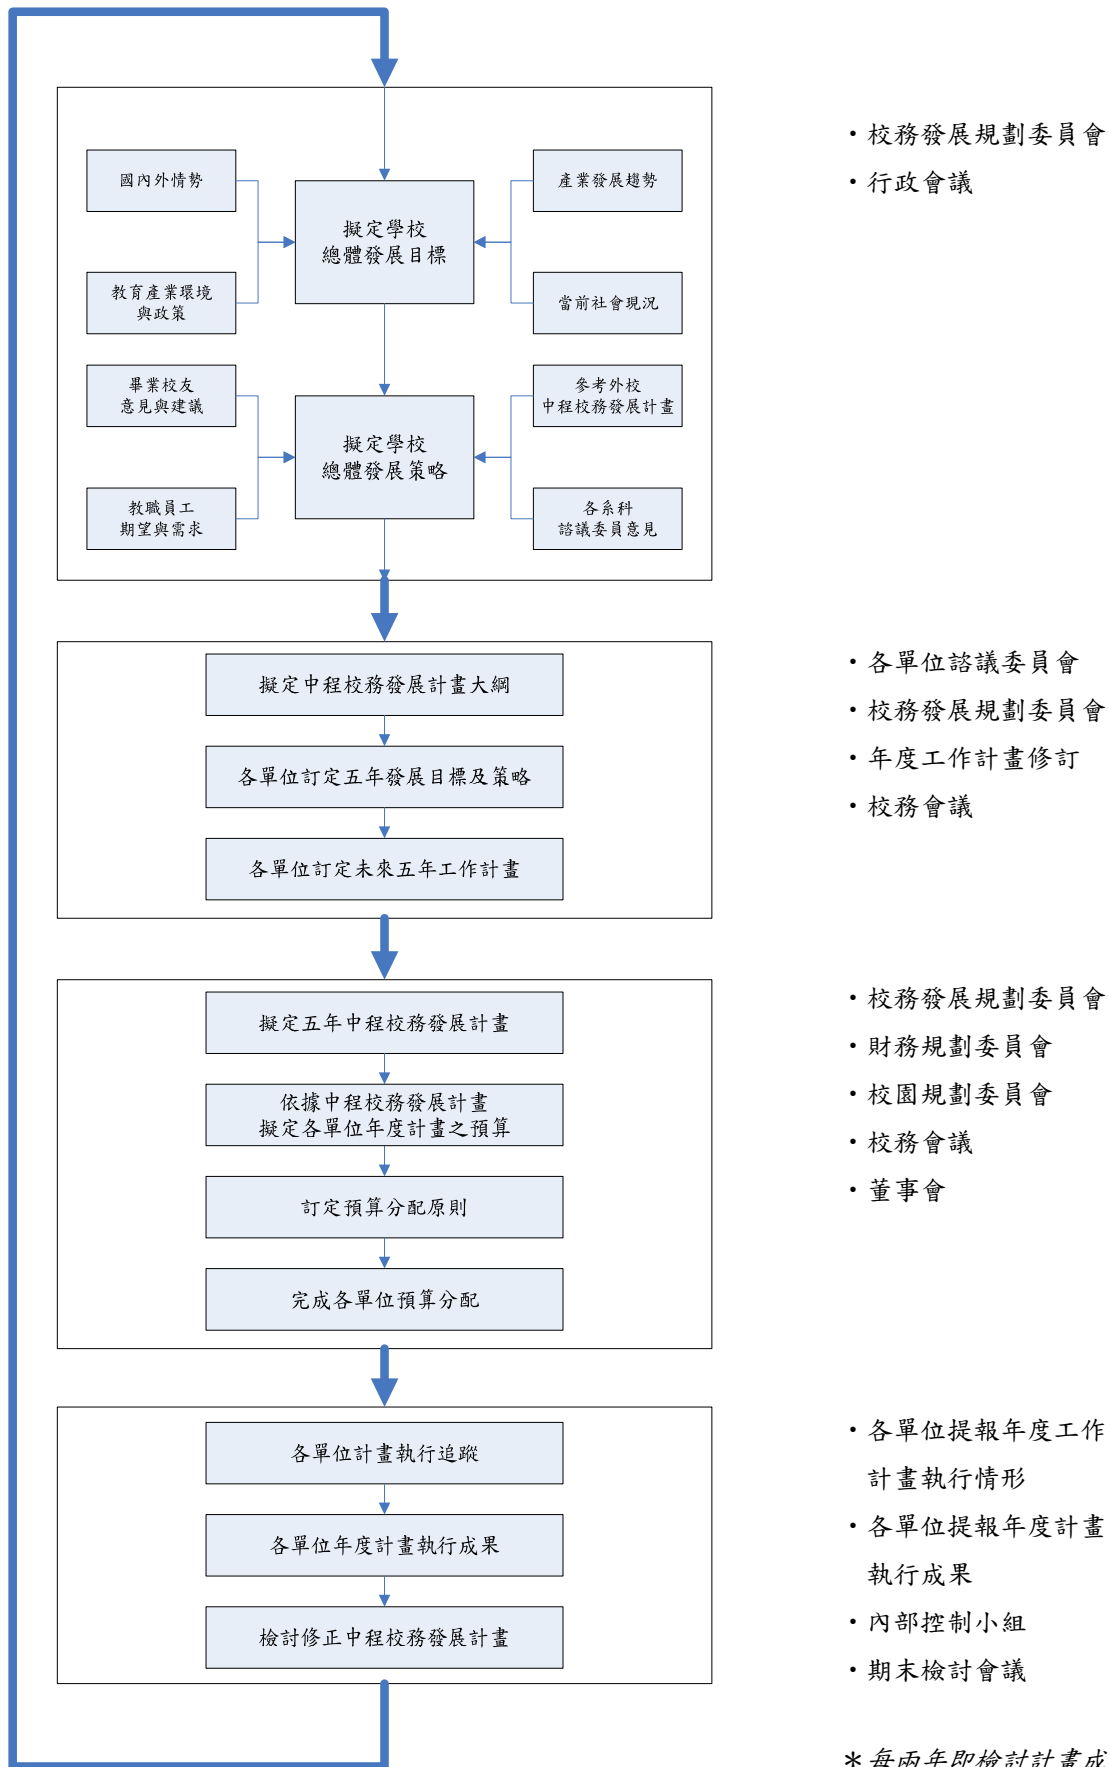 ・校務發展規劃委員會
・行政會議
國內外情勢
產業發展趨勢
擬定學校
總體發展目標
教育產業環境
與政策
當前社會現況
畢業校友
意見與建議
參考外校
中程校務發展計畫
擬定學校
總體發展策略
教職員工
期望與需求
各系科
諮議委員意見
擬定中程校務發展計畫大綱
各單位訂定五年發展目標及策略
各單位訂定未來五年工作計畫
・各單位諮議委員會
・校務發展規劃委員會
・年度工作計畫修訂
・校務會議
擬定五年中程校務發展計畫
依據中程校務發展計畫
擬定各單位年度計畫之預算
訂定預算分配原則
完成各單位預算分配
・校務發展規劃委員會
・財務規劃委員會
・校園規劃委員會
・校務會議
・董事會
各單位計畫執行追蹤
各單位年度計畫執行成果
檢討修正中程校務發展計畫
・各單位提報年度工作
計畫執行情形
・各單位提報年度計畫
執行成果
・內部控制小組
・期末檢討會議
＊每兩年即檢討計畫成